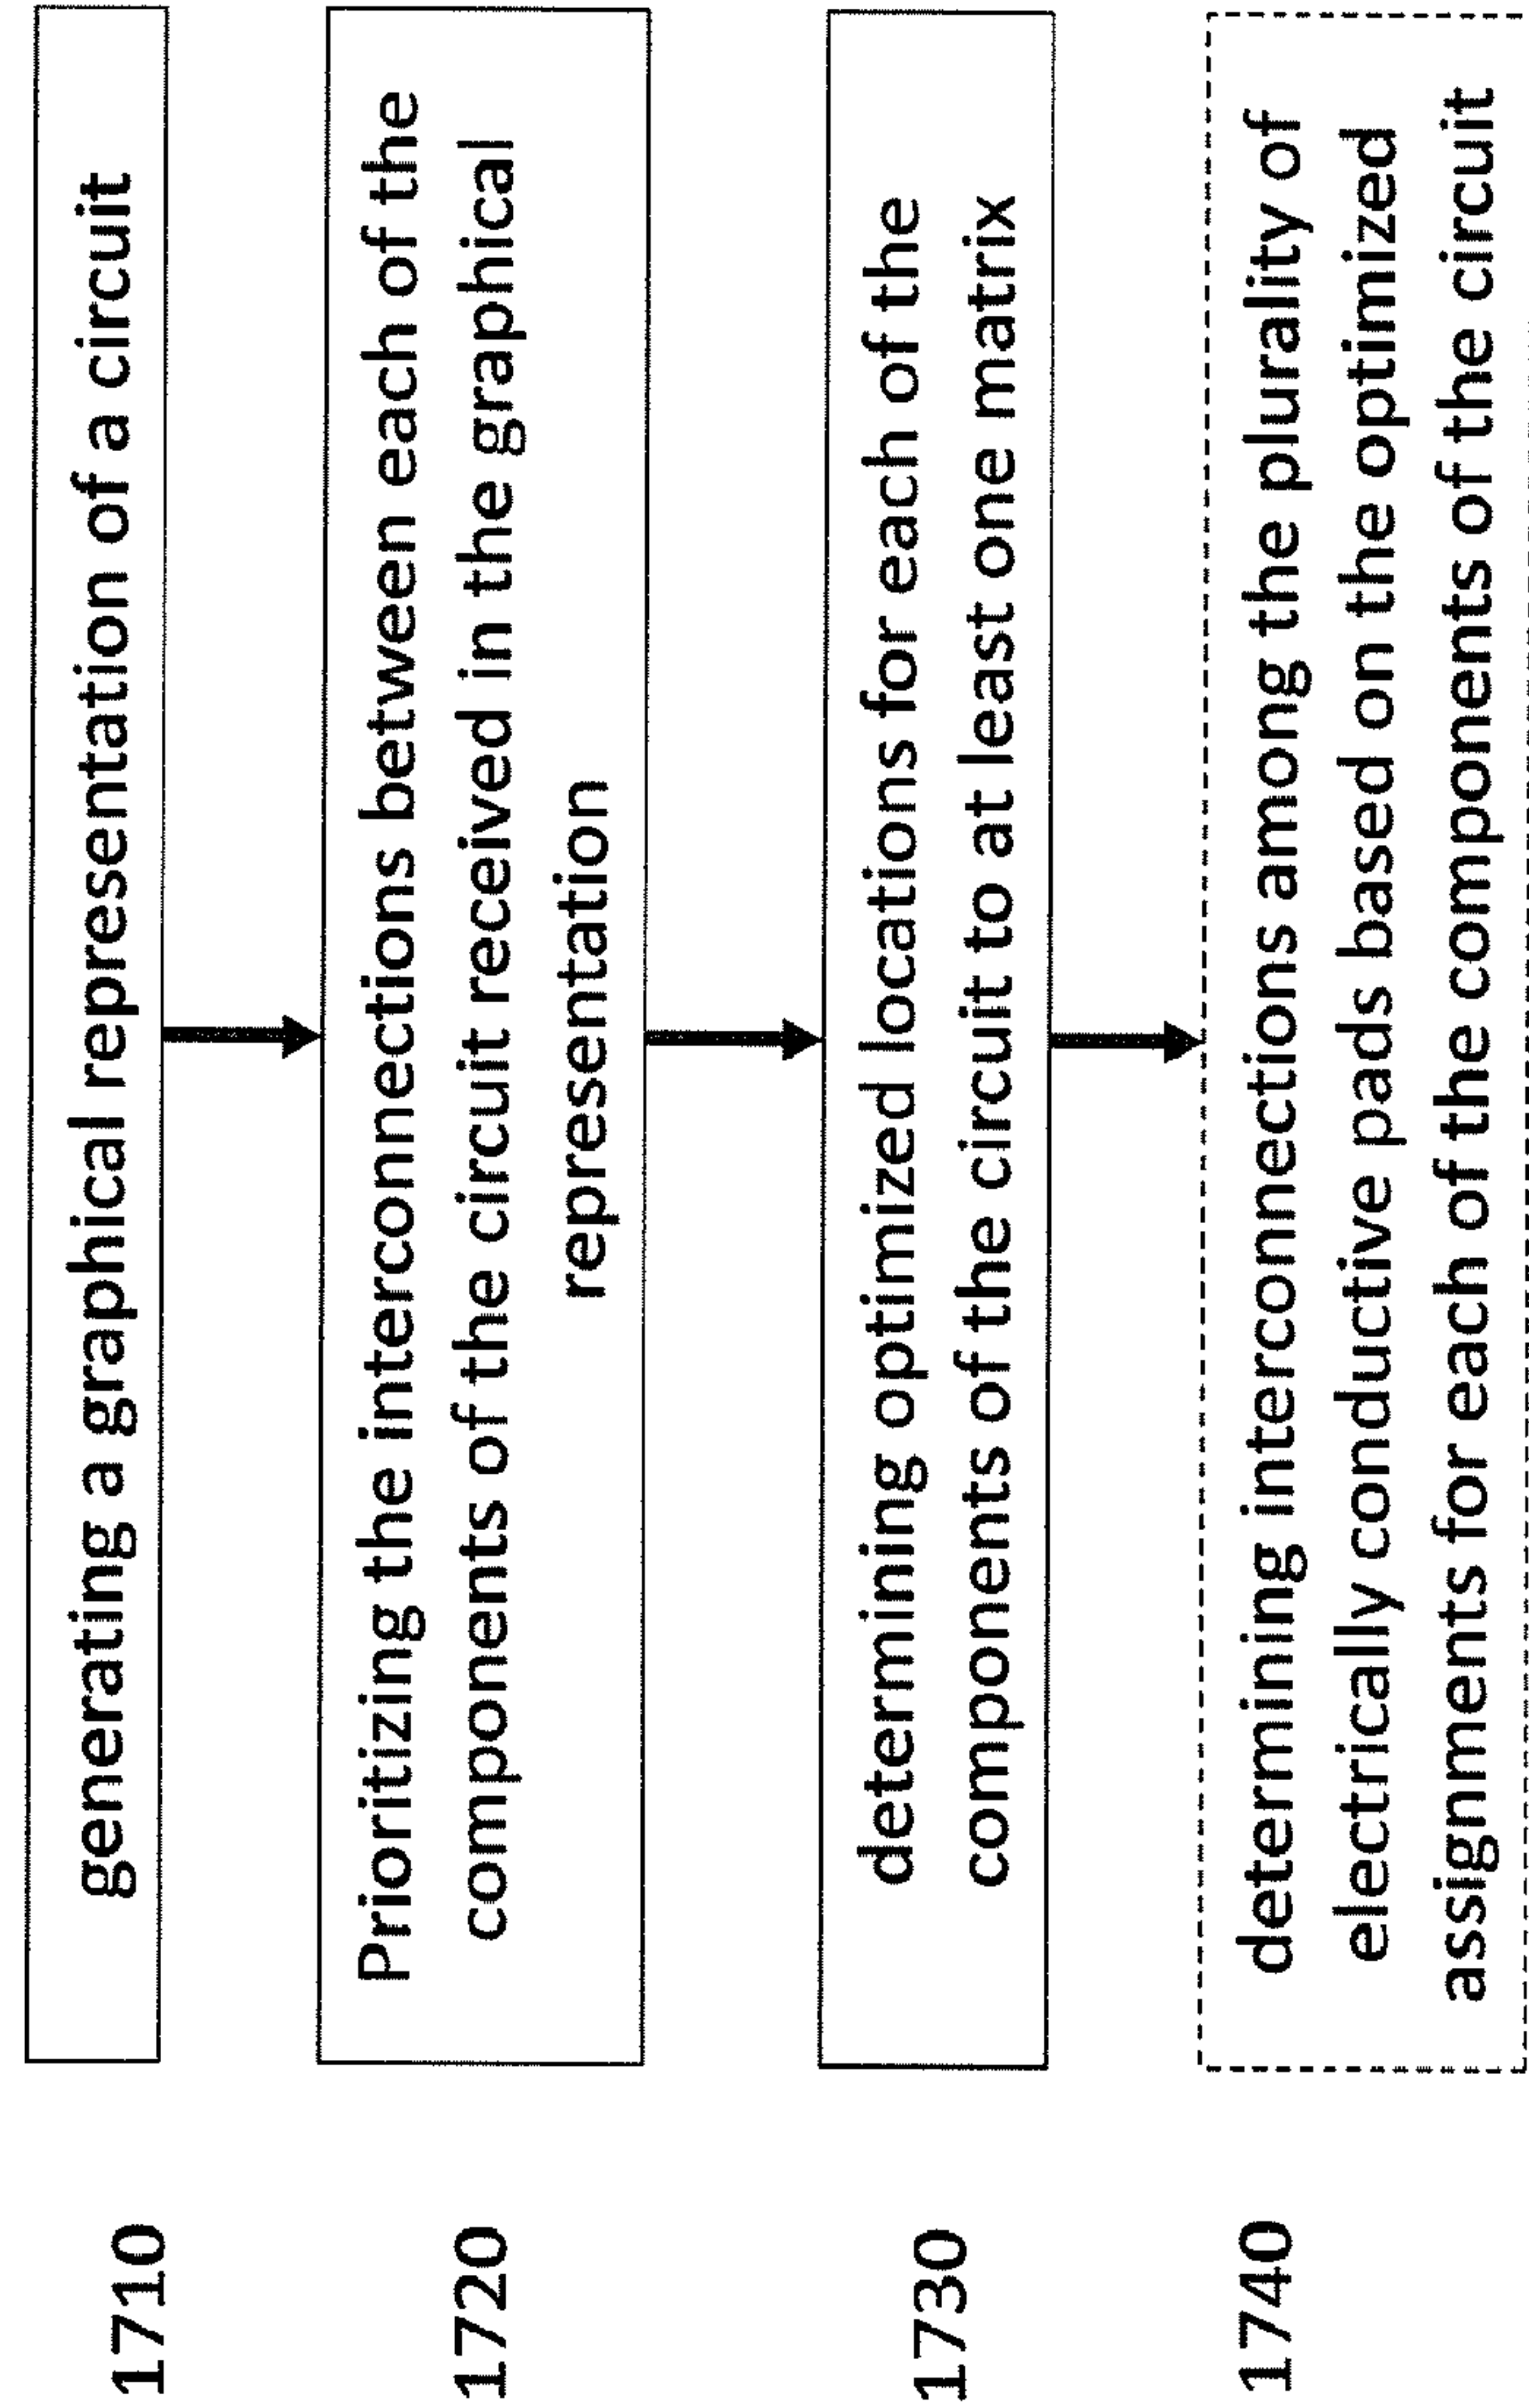 1710
generating a graphical representation of a circuit
1720
Prioritizing the interconnections between each of the
components of the circuit received in the graphical
representation
1730
determining optimized locations for each of the
components of the circuit to at least one matrix
1740
determining interconnections among the plurality of
electrically conductive pads based on the optimized
assignments for each of the components of the circuit